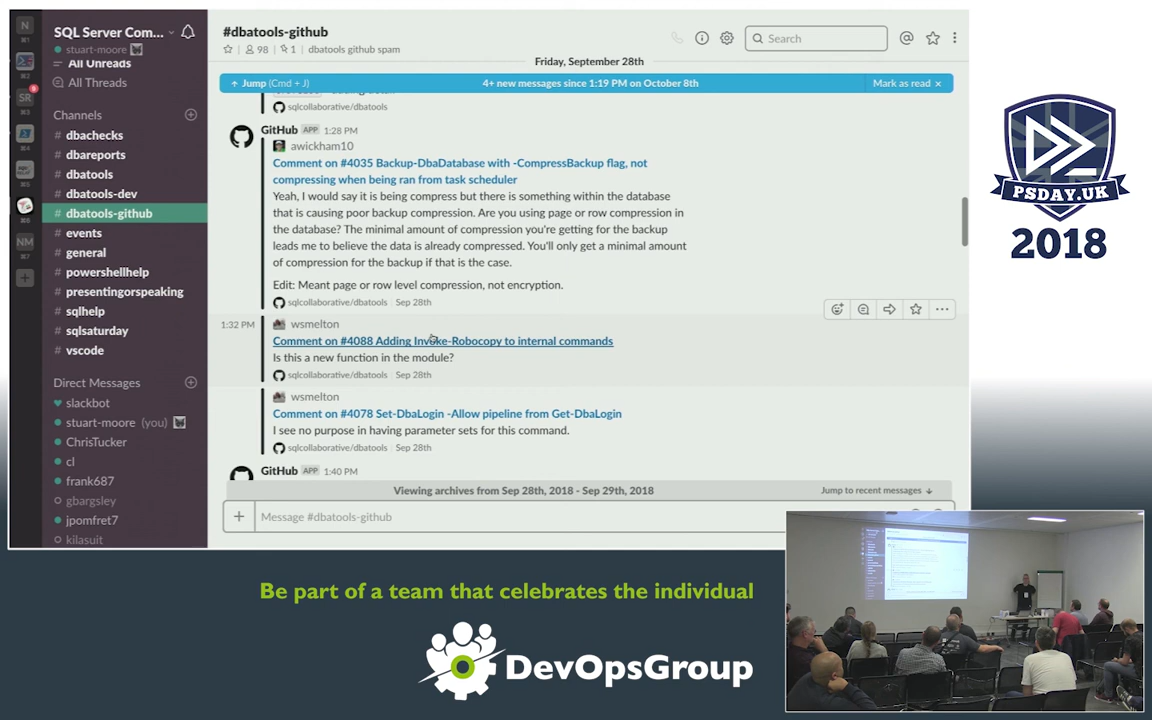 SQL Server Com...
stuart-moore
All Unreads
All Threads
Channels
# dbachecks
# dbareports
# dbatools
# dbatools-dev
# dbatools-github
# events
# general
# powershellhelp
# presentingorspeaking
# sqlhelp
# sqlsaturday
# vscode
Direct Messages
slackbot
stuart-moore (you)
ChrisTucker
cl
frank687
gbargsley
jpomfret7
kilasuit
N
SR
NM
#dbatools-github
98 | 1 | dbatools github spam
Search
Friday, September 28th
Jump (Cmd + J)
4+ new messages since 1:19 PM on October 8th
Mark as read ×
sqlcollaborative/dbatools
GitHub APP 1:28 PM
awickham10
Comment on #4035 Backup-DbaDatabase with -CompressBackup flag, not
compressing when being ran from task scheduler
Yeah, I would say it is being compress but there is something within the database
that is causing poor backup compression. Are you using page or row compression in
the database? The minimal amount of compression you're getting for the backup
leads me to believe the data is already compressed. You'll only get a minimal amount
of compression for the backup if that is the case.
Edit: Meant page or row level compression, not encryption.
sqlcollaborative/dbatools | Sep 28th
1:32 PM
wsmelton
Comment on #4088 Adding Invoke-Robocopy to internal commands
Is this a new function in the module?
sqlcollaborative/dbatools | Sep 28th
wsmelton
Comment on #4078 Set-DbaLogin -Allow pipeline from Get-DbaLogin
I see no purpose in having parameter sets for this command.
sqlcollaborative/dbatools | Sep 28th
GitHub APP 1:40 PM
Viewing archives from Sep 28th, 2018 - Sep 29th, 2018
Jump to recent messages ↓
+ Message #dbatools-github
PSDAY.UK
2018
Be part of a team that celebrates the individual
DevOpsGroup